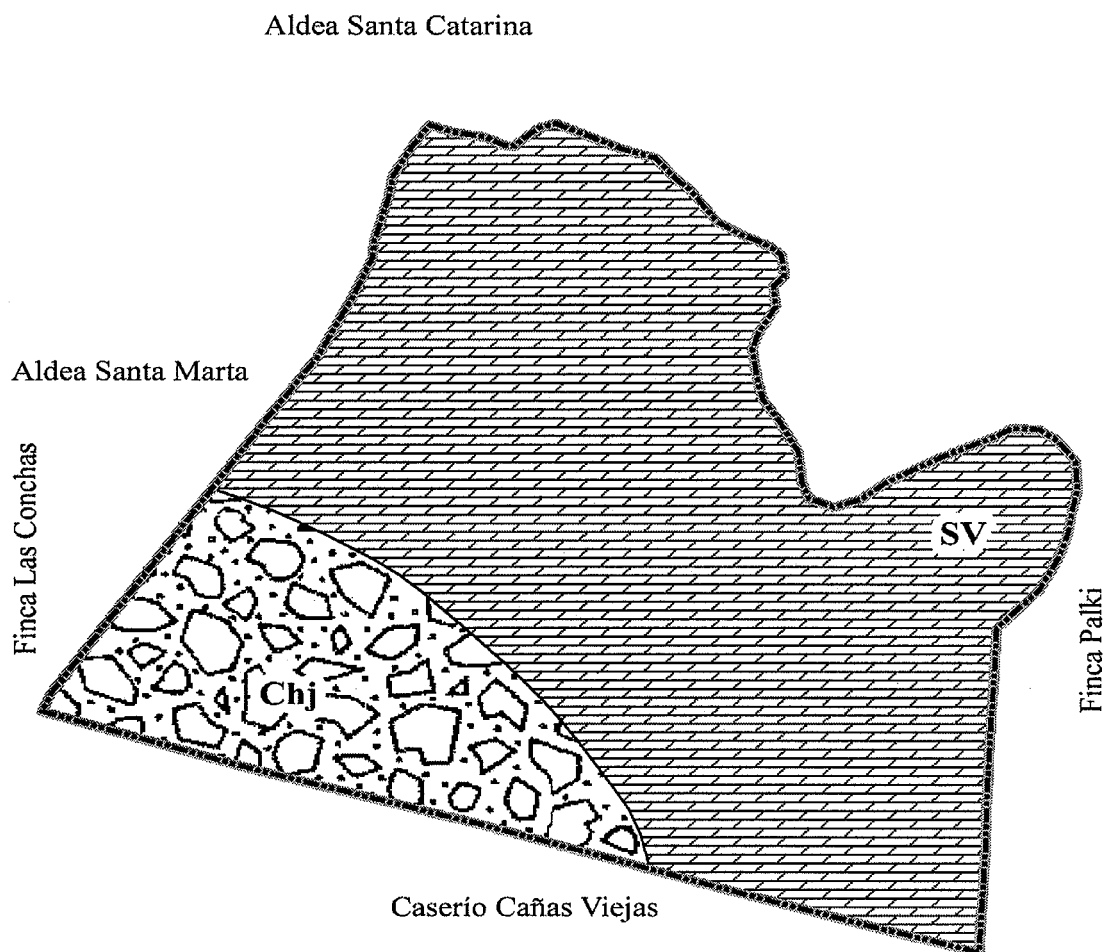 Aldea Santa Catarina
Aldea Santa Marta
Finca Las Conchas
SV
Finca Palki
Chj
Caserío Cañas Viejas